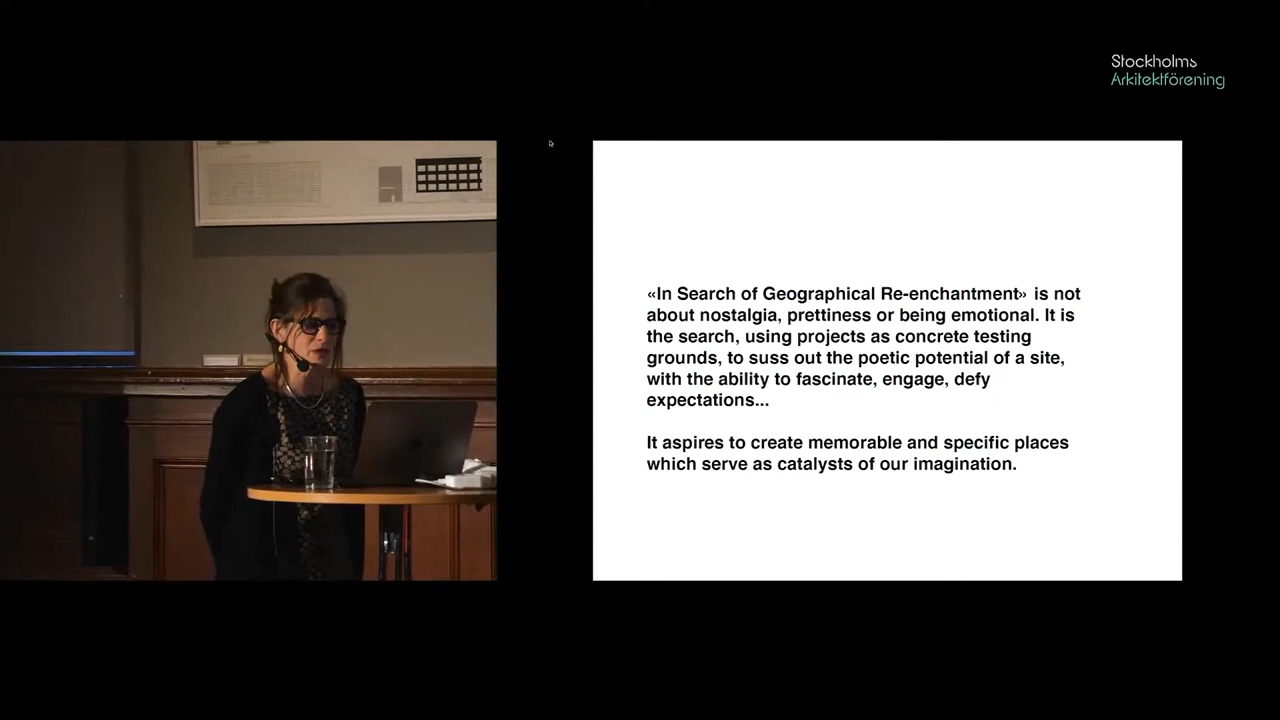 Stockholms
Arkitektförening
«In Search of Geographical Re-enchantment» is not
about nostalgia, prettiness or being emotional. It is
the search, using projects as concrete testing
grounds, to suss out the poetic potential of a site,
with the ability to fascinate, engage, defy
expectations...
It aspires to create memorable and specific places
which serve as catalysts of our imagination.